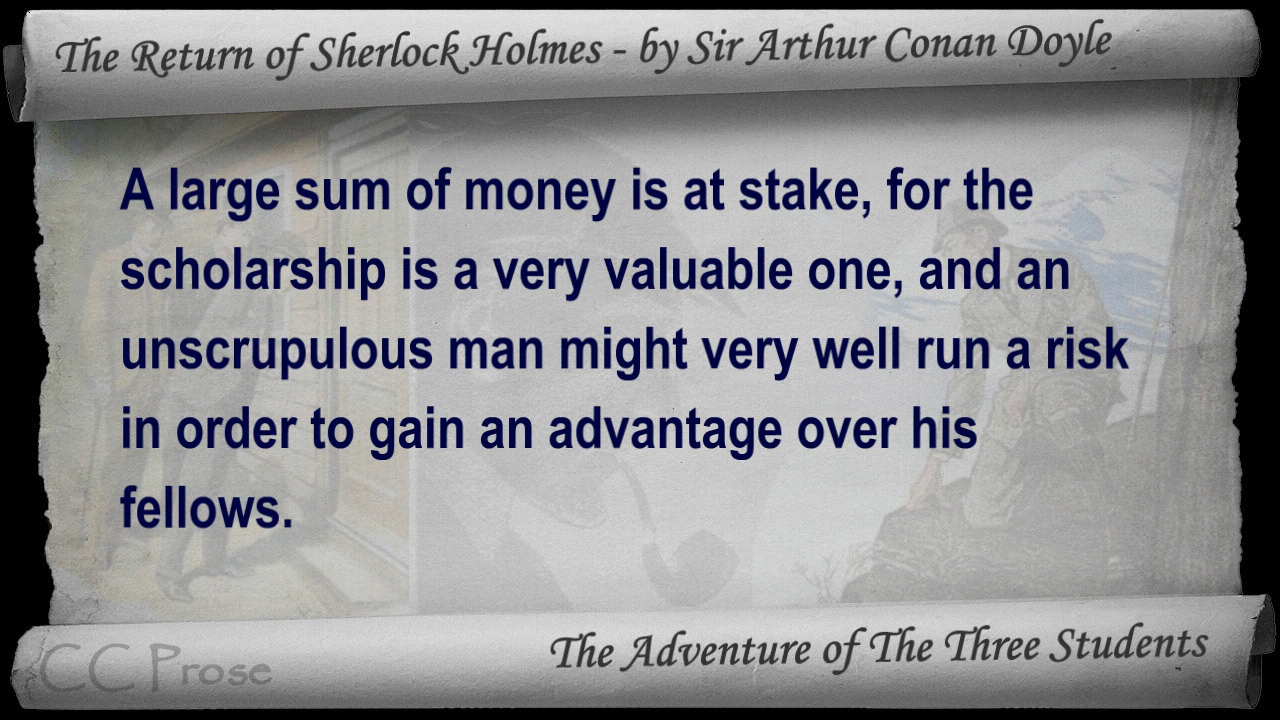 The Return of Sherlock Holmes - by Sir Arthur Conan Doyle
A large sum of money is at stake, for the
scholarship is a very valuable one, and an
unscrupulous man might very well run a risk
in order to gain an advantage over his
fellows.
CC Prose
The Adventure of The Three Students